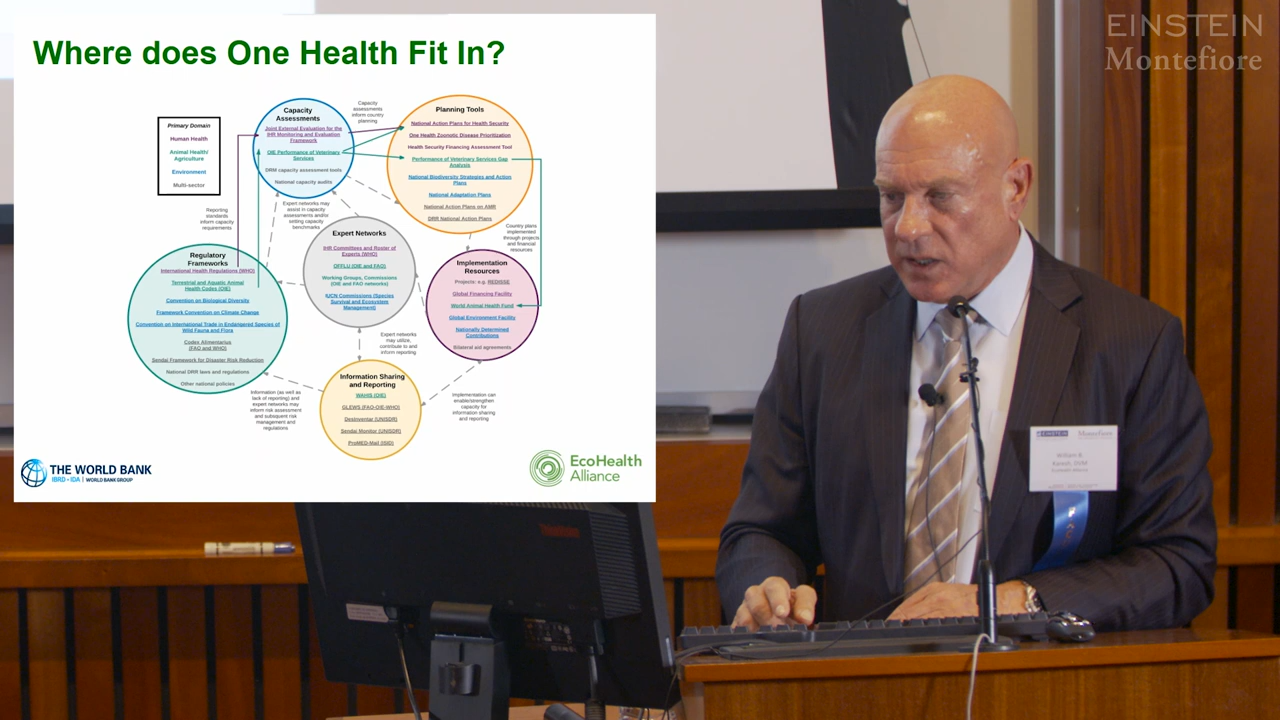 Where does One Health Fit In?
EINSTEIN
Montefiore
Primary Domain
Human Health
Animal Health/
Agriculture
Environment
Multi-sector
Capacity
Assessments
Joint External Evaluation for the
IHR Monitoring and Evaluation
Framework
OIE Performance of Veterinary
Services
DRM capacity assessment tools
National capacity audits
Capacity
assessments
inform country
planning
Planning Tools
National Action Plans for Health Security
One Health Zoonotic Disease Prioritization
Health Security Financing Assessment Tool
Performance of Veterinary Services Gap
Analysis
National Biodiversity Strategies and Action
Plans
National Adaptation Plans
National Action Plans on AMR
DRR National Action Plans
Reporting
standards
inform capacity
requirements
Expert networks may
assist in capacity
assessments and/or
setting capacity
benchmarks
Country plans
implemented
through projects
and financial
resources
Expert Networks
IHR Committees and Roster of
Experts (WHO)
OFFLU (OIE and FAO)
Working Groups, Commissions
(OIE and FAO networks)
IUCN Commissions (Species
Survival and Ecosystem
Management)
Regulatory
Frameworks
International Health Regulations (WHO)
Terrestrial and Aquatic Animal
Health Codes (OIE)
Convention on Biological Diversity
Framework Convention on Climate Change
Convention on International Trade in Endangered Species of
Wild Fauna and Flora
Codex Alimentarius
(FAO and WHO)
Sendai Framework for Disaster Risk Reduction
National DRR laws and regulations
Other national policies
Implementation
Resources
Projects: e.g. REDISSE
Global Financing Facility
World Animal Health Fund
Global Environment Facility
Nationally Determined
Contributions
Bilateral aid agreements
Expert networks
may utilize,
contribute to and
inform reporting
Information Sharing
and Reporting
WAHIS (OIE)
GLEWS (FAO-OIE-WHO)
DesInventar (UNISDR)
Sendai Monitor (UNISDR)
ProMED-Mail (ISID)
Information (as well as
lack of reporting) and
expert networks may
inform risk assessment
and subsquent risk
management and
regulations
Implementation can
enable/strengthen
capacity for
information sharing
and reporting
THE WORLD BANK
IBRD • IDA | WORLD BANK GROUP
EcoHealth
Alliance
EINSTEIN Montefiore
William B.
Karesh, DVM
EcoHealth Alliance